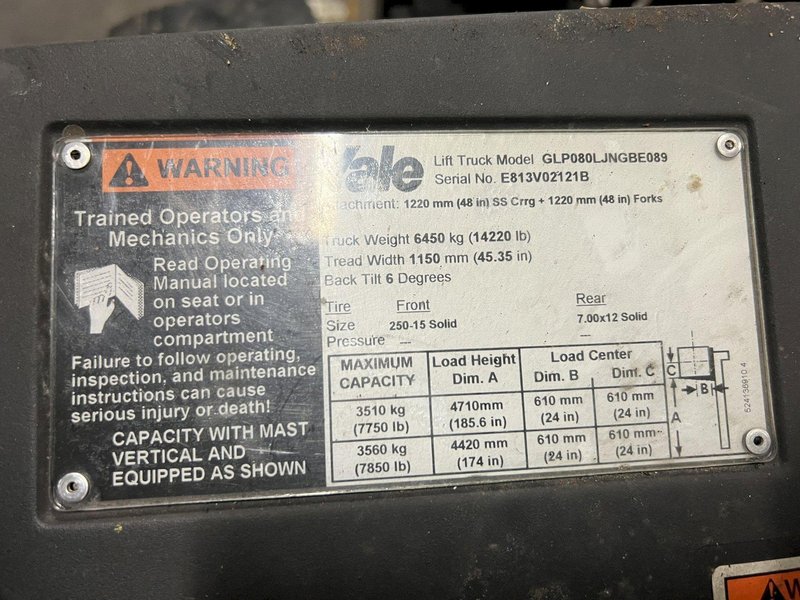 WARNING
Trained Operators and
Mechanics Only
Read Operating
Manual located
on seat or in
operators
compartment
Failure to follow operating,
inspection, and maintenance
instructions can cause
serious injury or death!
CAPACITY WITH MAST
VERTICAL AND
EQUIPPED AS SHOWN
Yale
Lift Truck Model GLP080LJNGBE089
Serial No. E813V02121B
Attachment: 1220 mm (48 in) SS Crrg + 1220 mm (48 in) Forks
Truck Weight 6450 kg (14220 lb)
Tread Width 1150 mm (45.35 in)
Back Tilt 6 Degrees
Tire Front Rear
Size 250-15 Solid 7.00x12 Solid
Pressure --- ---
MAXIMUM CAPACITY Load Height Dim. A Load Center Dim. B Dim. C
3510 kg (7750 lb) 4710mm (185.6 in) 610 mm (24 in) 610 mm (24 in)
3560 kg (7850 lb) 4420 mm (174 in) 610 mm (24 in) 610 mm (24 in)
C
B
A
524136910 4